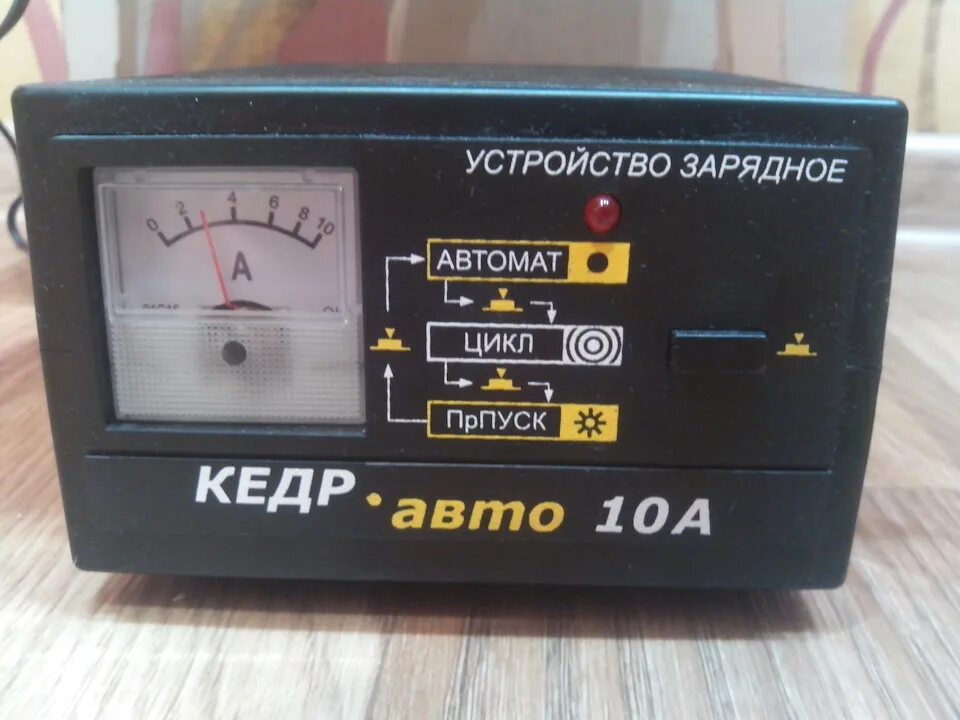 УСТРОЙСТВО ЗАРЯДНОЕ
0 2 4 6 8 10
А
АВТОМАТ
ЦИКЛ
ПрПУСК
КЕДР авто 10А